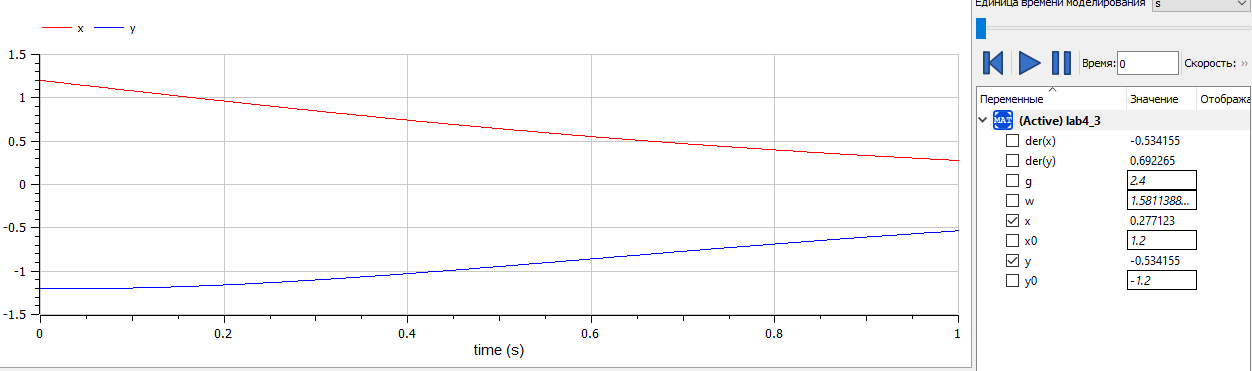 x y
1.5
1
0.5
0
-0.5
-1
-1.5
0 0.2 0.4 0.6 0.8 1
time (s)
Единица времени моделирования s
Время: 0 Скорость: »
Переменные Значение Отобража
MAT (Active) lab4_3
der(x) -0.534155
der(y) 0.692265
g 2.4
w 1.5811388...
x 0.277123
x0 1.2
y -0.534155
y0 -1.2